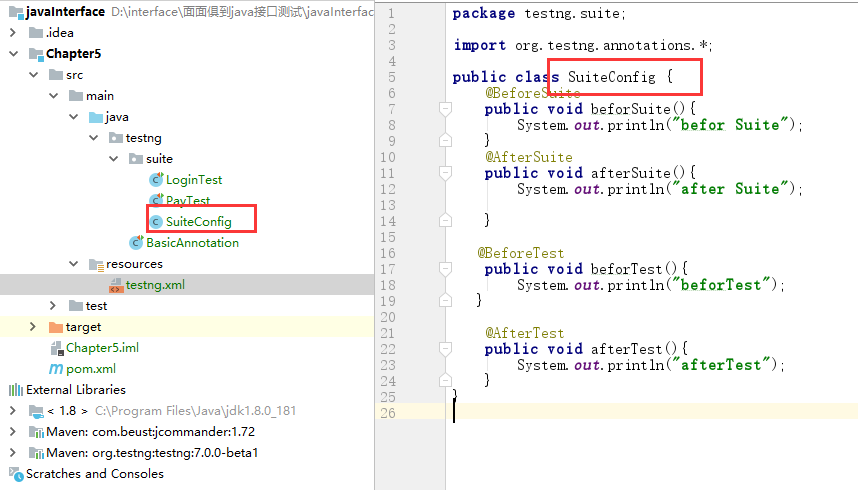 javaInterface D:\interface\面面俱到java接口测试\javaInterface
.idea
Chapter5
src
main
java
testng
suite
LoginTest
PayTest
SuiteConfig
BasicAnnotation
resources
testng.xml
test
target
Chapter5.iml
pom.xml
External Libraries
< 1.8 > C:\Program Files\Java\jdk1.8.0_181
Maven: com.beust:jcommander:1.72
Maven: org.testng:testng:7.0.0-beta1
Scratches and Consoles
1 package testng.suite;
2
3 import org.testng.annotations.*;
4
5 public class SuiteConfig {
6 @BeforeSuite
7 public void beforSuite(){
8 System.out.println("befor Suite");
9 }
10 @AfterSuite
11 public void afterSuite(){
12 System.out.println("after Suite");
13
14 }
15
16 @BeforeTest
17 public void beforTest(){
18 System.out.println("beforTest");
19 }
20
21 @AfterTest
22 public void afterTest(){
23 System.out.println("afterTest");
24 }
25 }
26